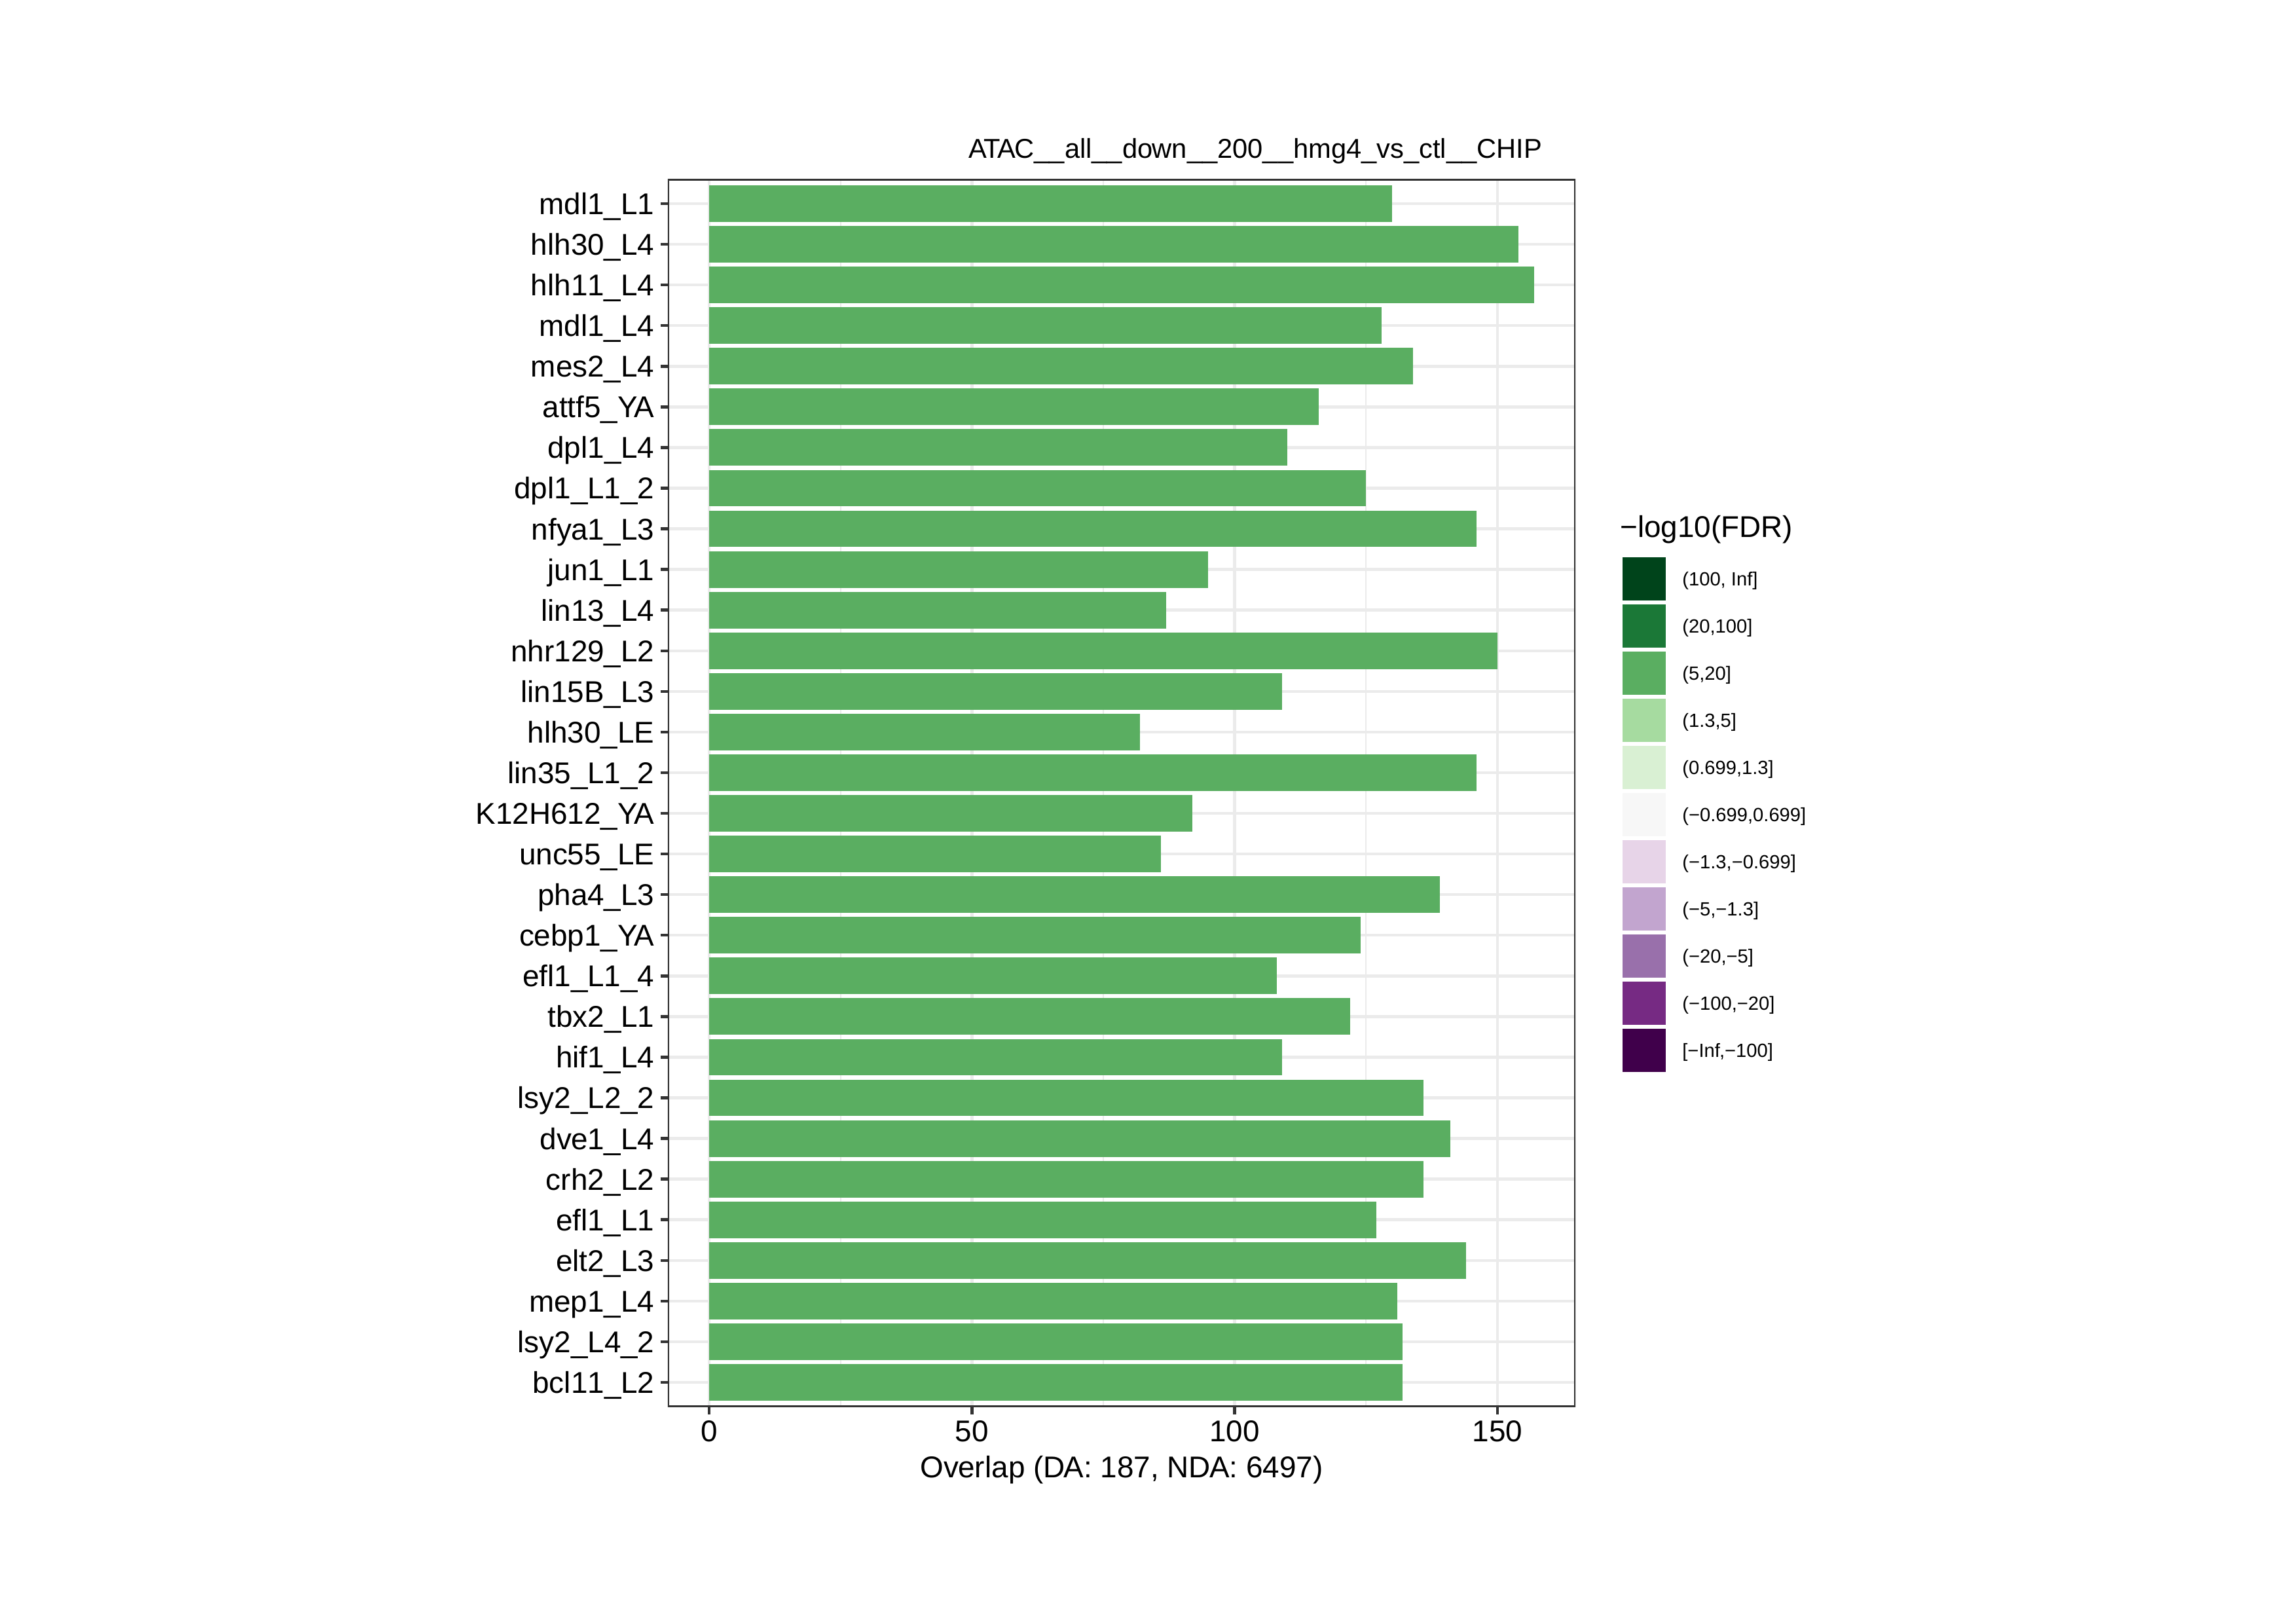 ATAC__all__down__200__hmg4_vs_ctl__CHIP
mdl1_L1
hlh30_L4
hlh11_L4
mdl1_L4
mes2_L4
attf5_YA
dpl1_L4
dpl1_L1_2
nfya1_L3
jun1_L1
lin13_L4
nhr129_L2
lin15B_L3
hlh30_LE
lin35_L1_2
K12H612_YA
unc55_LE
pha4_L3
cebp1_YA
efl1_L1_4
tbx2_L1
hif1_L4
lsy2_L2_2
dve1_L4
crh2_L2
efl1_L1
elt2_L3
mep1_L4
lsy2_L4_2
bcl11_L2
0 50 100 150
Overlap (DA: 187, NDA: 6497)
−log10(FDR)
(100, Inf]
(20,100]
(5,20]
(1.3,5]
(0.699,1.3]
(−0.699,0.699]
(−1.3,−0.699]
(−5,−1.3]
(−20,−5]
(−100,−20]
[−Inf,−100]